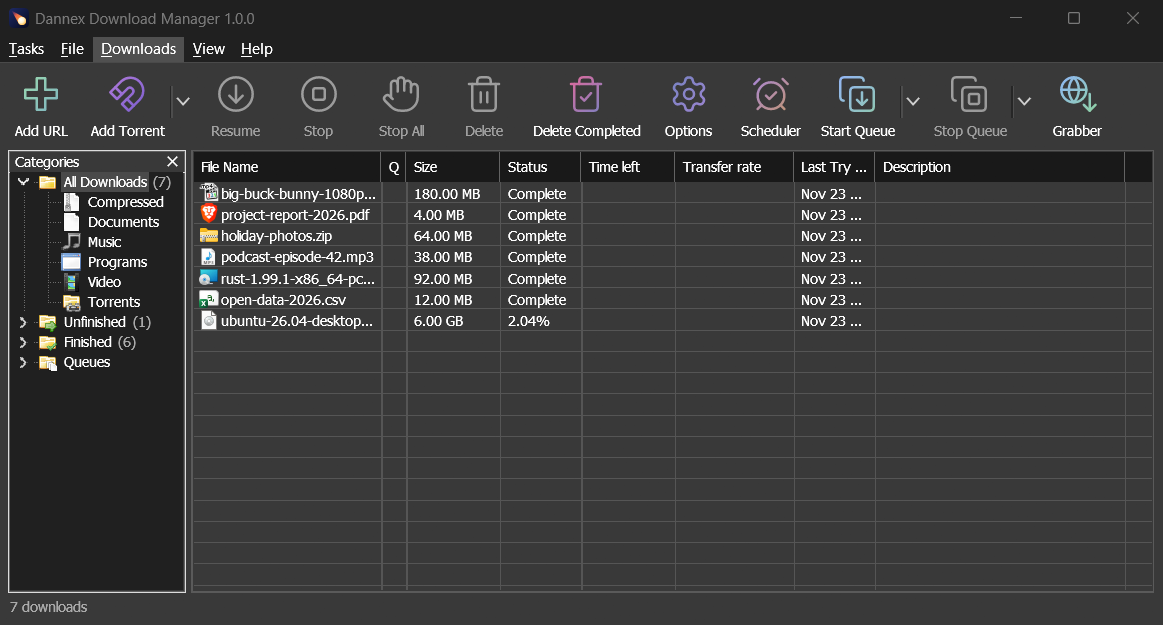 Dannex Download Manager 1.0.0
Tasks File Downloads View Help
Add URL Add Torrent Resume Stop Stop All Delete Delete Completed Options Scheduler Start Queue Stop Queue Grabber
Categories
All Downloads (7)
Compressed
Documents
Music
Programs
Video
Torrents
Unfinished (1)
Finished (6)
Queues
File Name Q Size Status Time left Transfer rate Last Try ... Description
big-buck-bunny-1080p... 180.00 MB Complete Nov 23 ...
project-report-2026.pdf 4.00 MB Complete Nov 23 ...
holiday-photos.zip 64.00 MB Complete Nov 23 ...
podcast-episode-42.mp3 38.00 MB Complete Nov 23 ...
rust-1.99.1-x86_64-pc... 92.00 MB Complete Nov 23 ...
open-data-2026.csv 12.00 MB Complete Nov 23 ...
ubuntu-26.04-desktop... 6.00 GB 2.04% Nov 23 ...
7 downloads